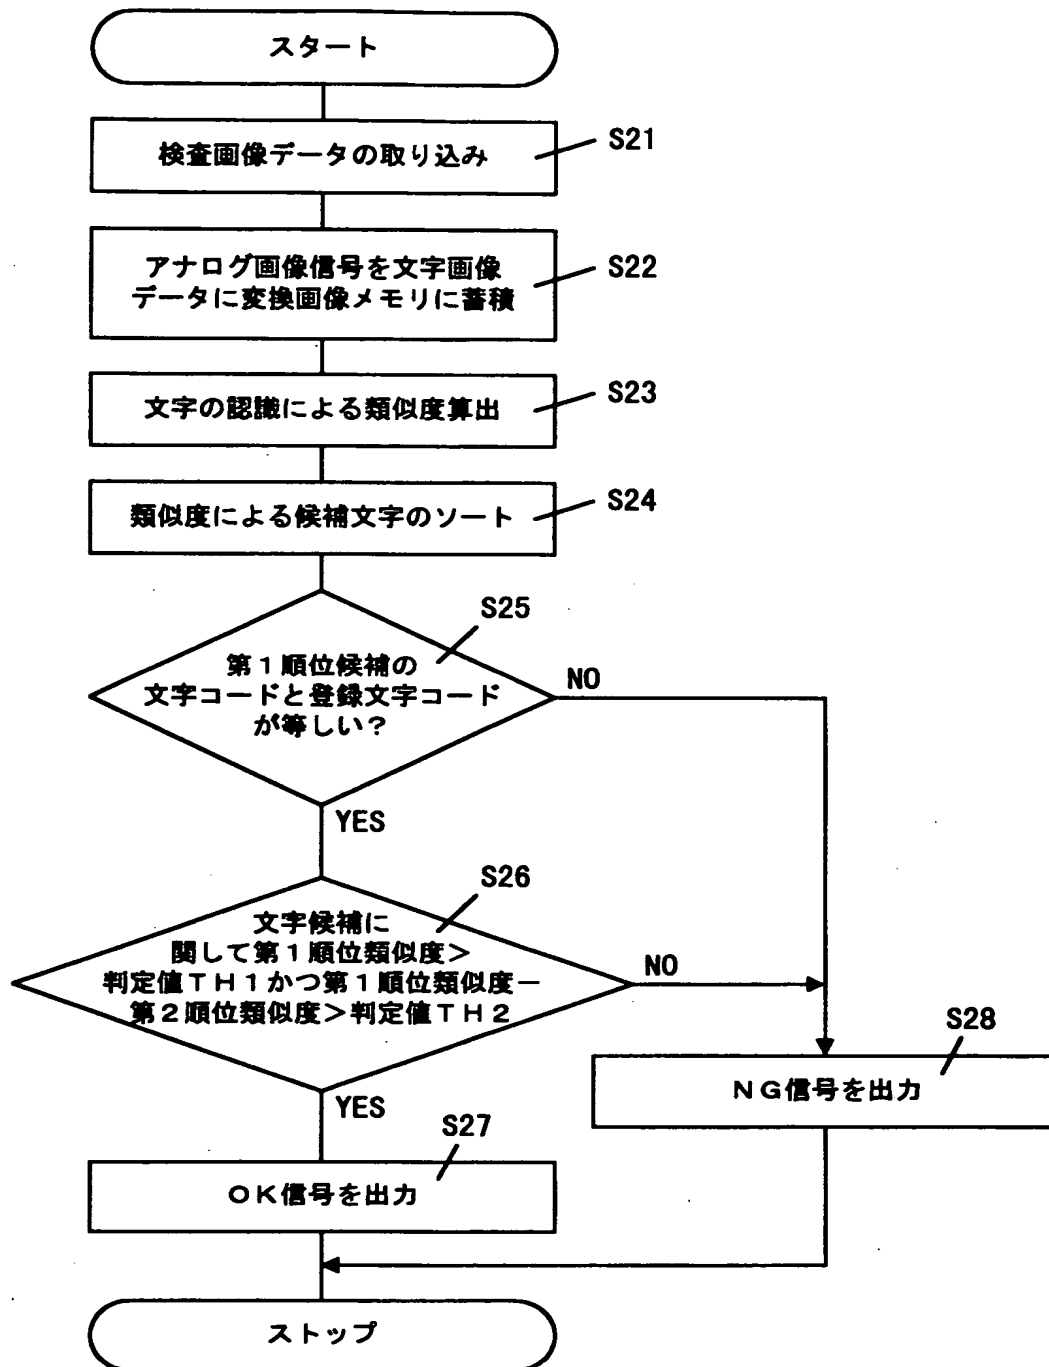 スタート
検査画像データの取り込み
S21
アナログ画像信号を文字画像
データに変換画像メモリに蓄積
S22
文字の認識による類似度算出
S23
類似度による候補文字のソート
S24
S25
第1順位候補の
文字コードと登録文字コード
が等しい?
NO
YES
S26
文字候補に
関して第1順位類似度>
判定値TH1かつ第1順位類似度-
第2順位類似度>判定値TH2
NO
YES
S28
NG信号を出力
S27
OK信号を出力
ストップ